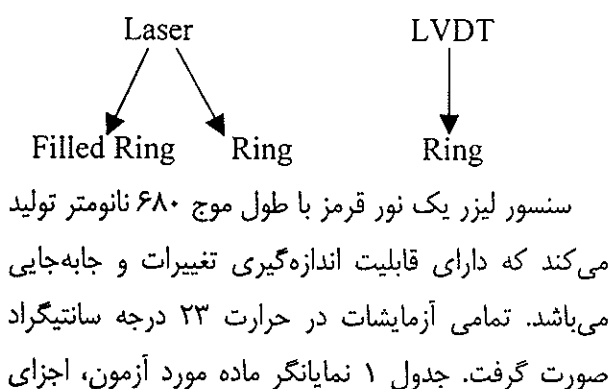 Laser LVDT
Filled Ring Ring Ring
سنسور لیزر یک نور قرمز با طول موج ۶۸۰ نانومتر تولید
می‌کند که دارای قابلیت اندازه‌گیری تغییرات و جابه‌جایی
می‌باشد. تمامی آزمایشات در حرارت ۲۳ درجه سانتیگراد
صورت گرفت. جدول ۱ نمایانگر ماده مورد آزمون، اجزای